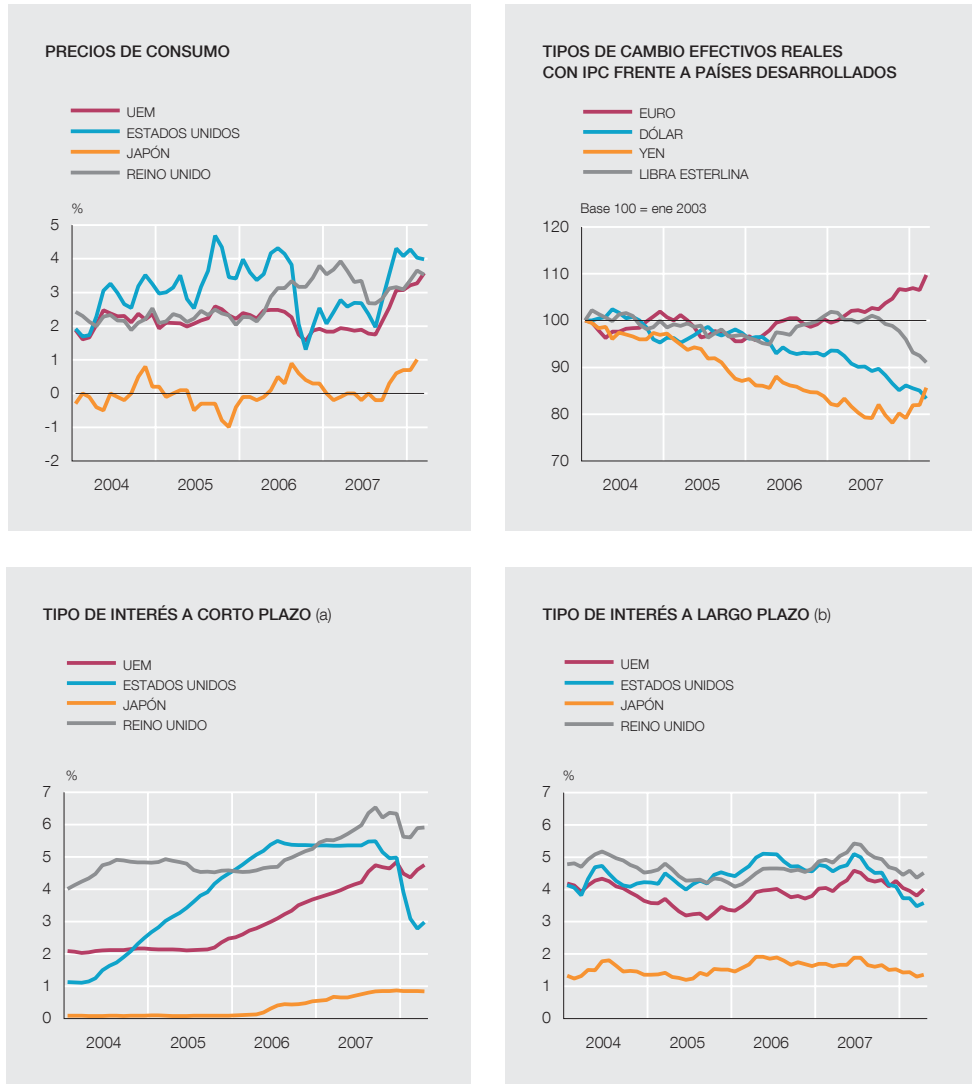 PRECIOS DE CONSUMO
UEM
ESTADOS UNIDOS
JAPÓN
REINO UNIDO
%
5
4
3
2
1
0
-1
-2
2004 2005 2006 2007
TIPOS DE CAMBIO EFECTIVOS REALES
CON IPC FRENTE A PAÍSES DESARROLLADOS
EURO
DÓLAR
YEN
LIBRA ESTERLINA
Base 100 = ene 2003
120
110
100
90
80
70
2004 2005 2006 2007
TIPO DE INTERÉS A CORTO PLAZO (a)
UEM
ESTADOS UNIDOS
JAPÓN
REINO UNIDO
%
7
6
5
4
3
2
1
0
2004 2005 2006 2007
TIPO DE INTERÉS A LARGO PLAZO (b)
UEM
ESTADOS UNIDOS
JAPÓN
REINO UNIDO
%
7
6
5
4
3
2
1
0
2004 2005 2006 2007